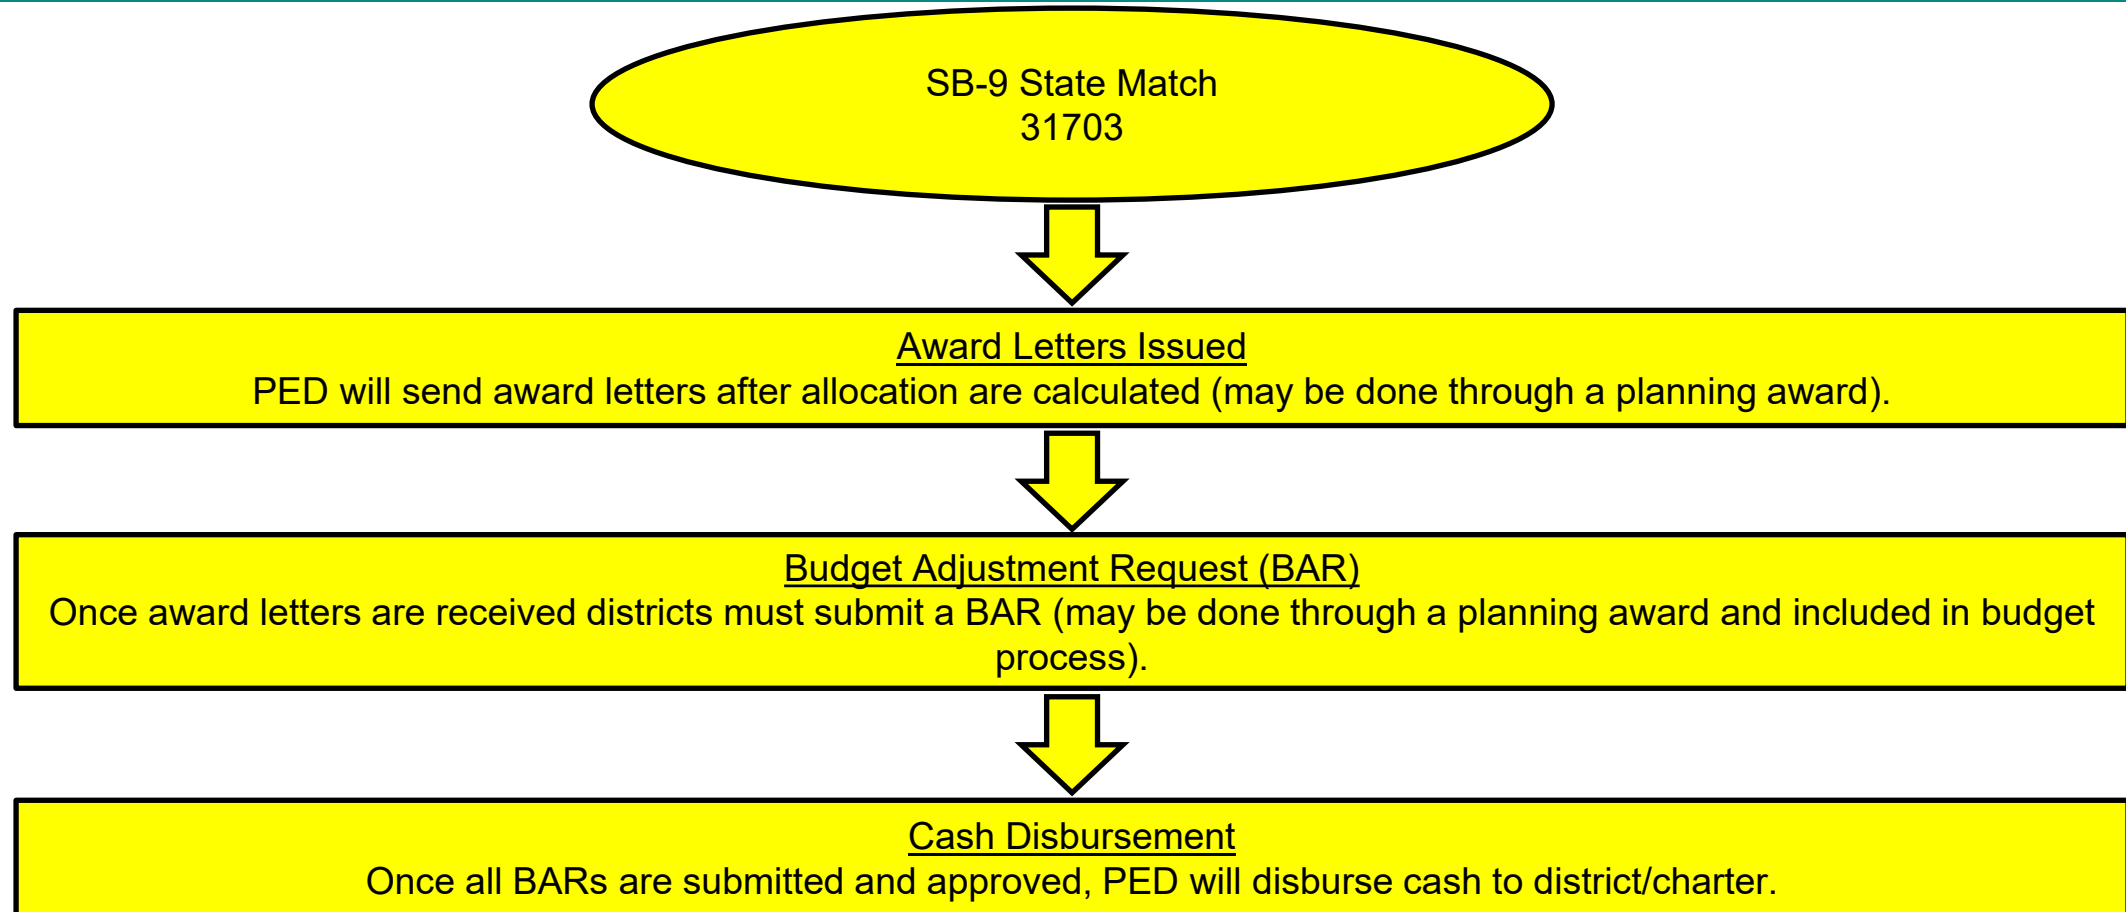 SB-9 State Match
31703
Award Letters Issued
PED will send award letters after allocation are calculated (may be done through a planning award).
Budget Adjustment Request (BAR)
Once award letters are received districts must submit a BAR (may be done through a planning award and included in budget
process).
Cash Disbursement
Once all BARs are submitted and approved, PED will disburse cash to district/charter.